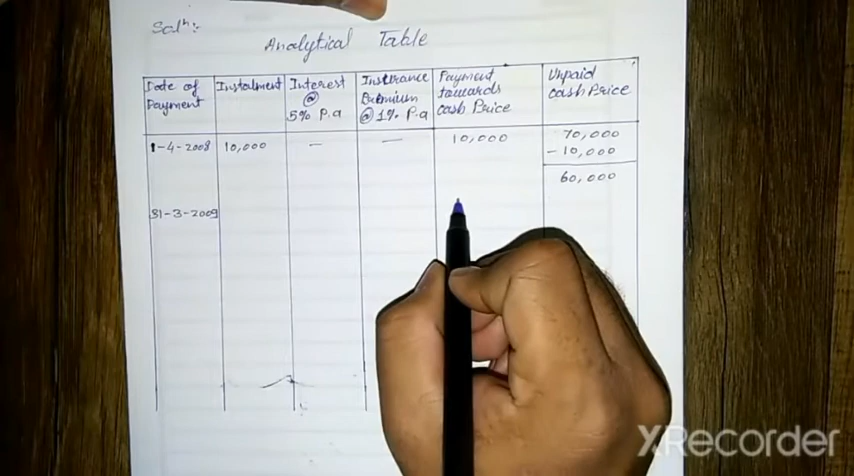 Solⁿ:
Analytical Table
Date of Payment
Instalment
Interest @ 5% P.a
Insurance Premium @ 1% P.a
Payment towards Cash Price
Unpaid Cash Price
1-4-2008 10,000 — — 10,000 70,000
- 10,000
60,000
31-3-2009
XRecorder